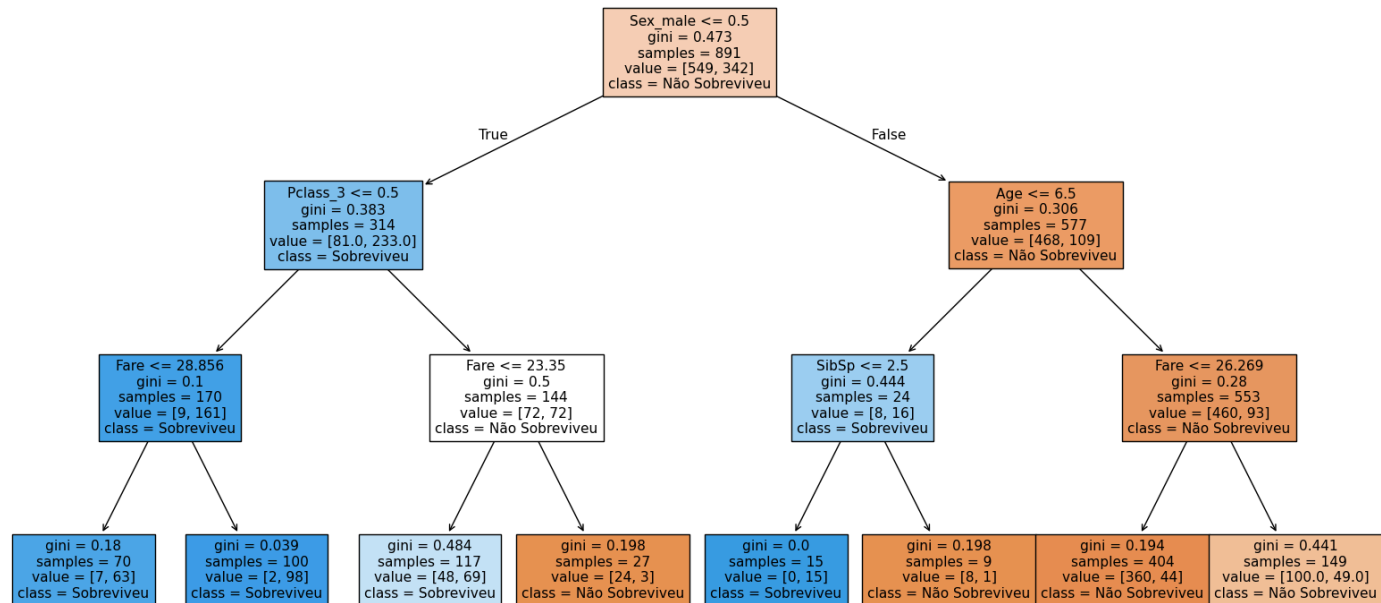 Sex_male <= 0.5
gini = 0.473
samples = 891
value = [549, 342]
class = Não Sobreviveu
True
False
Pclass_3 <= 0.5
gini = 0.383
samples = 314
value = [81.0, 233.0]
class = Sobreviveu
Age <= 6.5
gini = 0.306
samples = 577
value = [468, 109]
class = Não Sobreviveu
Fare <= 28.856
gini = 0.1
samples = 170
value = [9, 161]
class = Sobreviveu
Fare <= 23.35
gini = 0.5
samples = 144
value = [72, 72]
class = Não Sobreviveu
SibSp <= 2.5
gini = 0.444
samples = 24
value = [8, 16]
class = Sobreviveu
Fare <= 26.269
gini = 0.28
samples = 553
value = [460, 93]
class = Não Sobreviveu
gini = 0.18
samples = 70
value = [7, 63]
class = Sobreviveu
gini = 0.039
samples = 100
value = [2, 98]
class = Sobreviveu
gini = 0.484
samples = 117
value = [48, 69]
class = Sobreviveu
gini = 0.198
samples = 27
value = [24, 3]
class = Não Sobreviveu
gini = 0.0
samples = 15
value = [0, 15]
class = Sobreviveu
gini = 0.198
samples = 9
value = [8, 1]
class = Não Sobreviveu
gini = 0.194
samples = 404
value = [360, 44]
class = Não Sobreviveu
gini = 0.441
samples = 149
value = [100.0, 49.0]
class = Não Sobreviveu